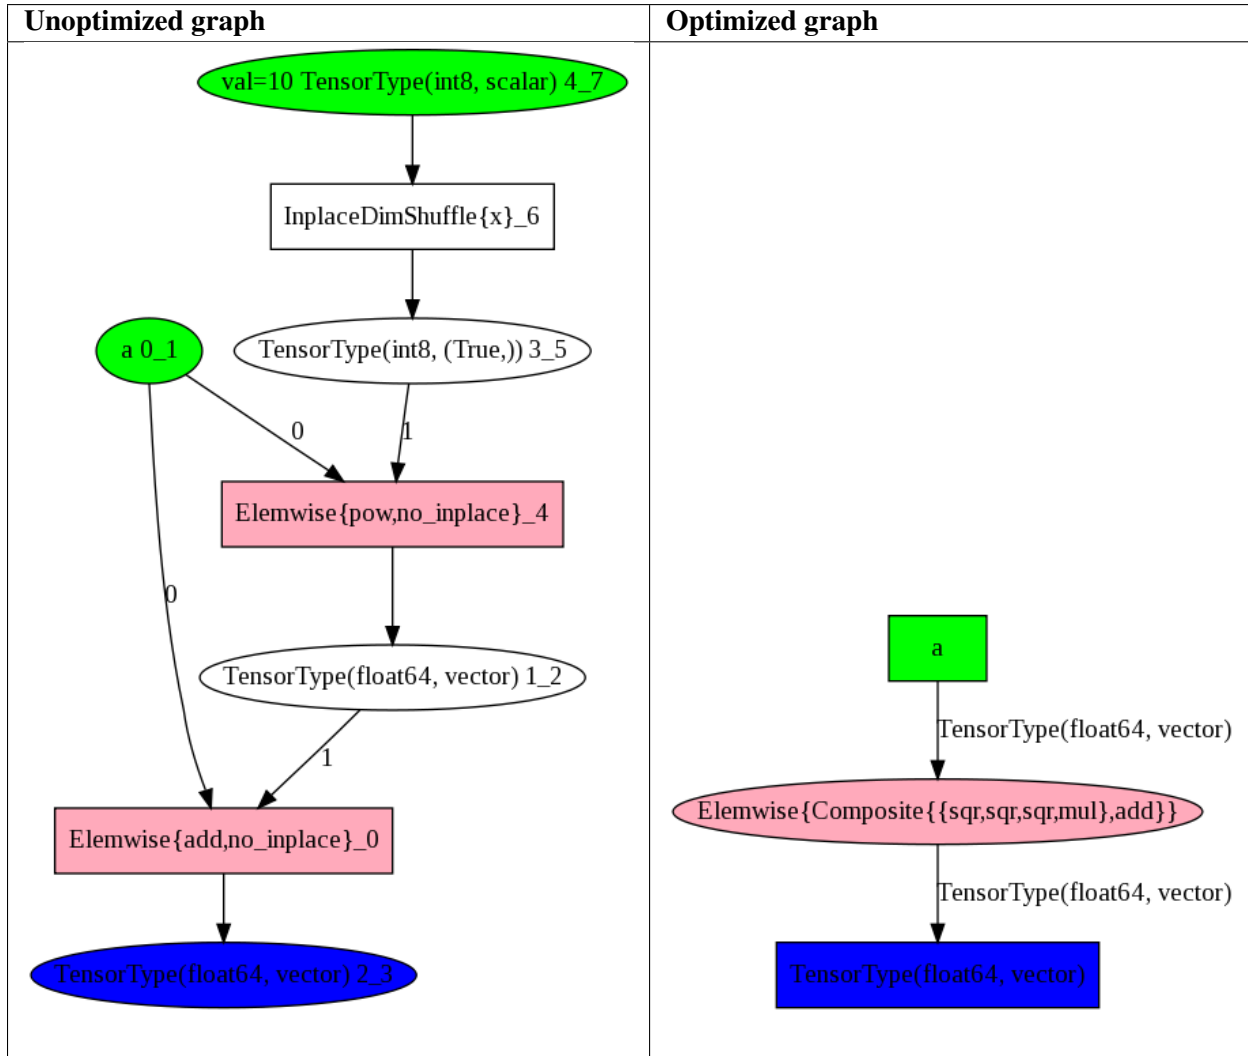 Unoptimized graph
Optimized graph
val=10 TensorType(int8, scalar) 4_7
InplaceDimShuffle{x}_6
a 0_1
TensorType(int8, (True,)) 3_5
0
1
Elemwise{pow,no_inplace}_4
0
TensorType(float64, vector) 1_2
1
Elemwise{add,no_inplace}_0
TensorType(float64, vector) 2_3
a
TensorType(float64, vector)
Elemwise{Composite{{sqr,sqr,sqr,mul},add}}
TensorType(float64, vector)
TensorType(float64, vector)